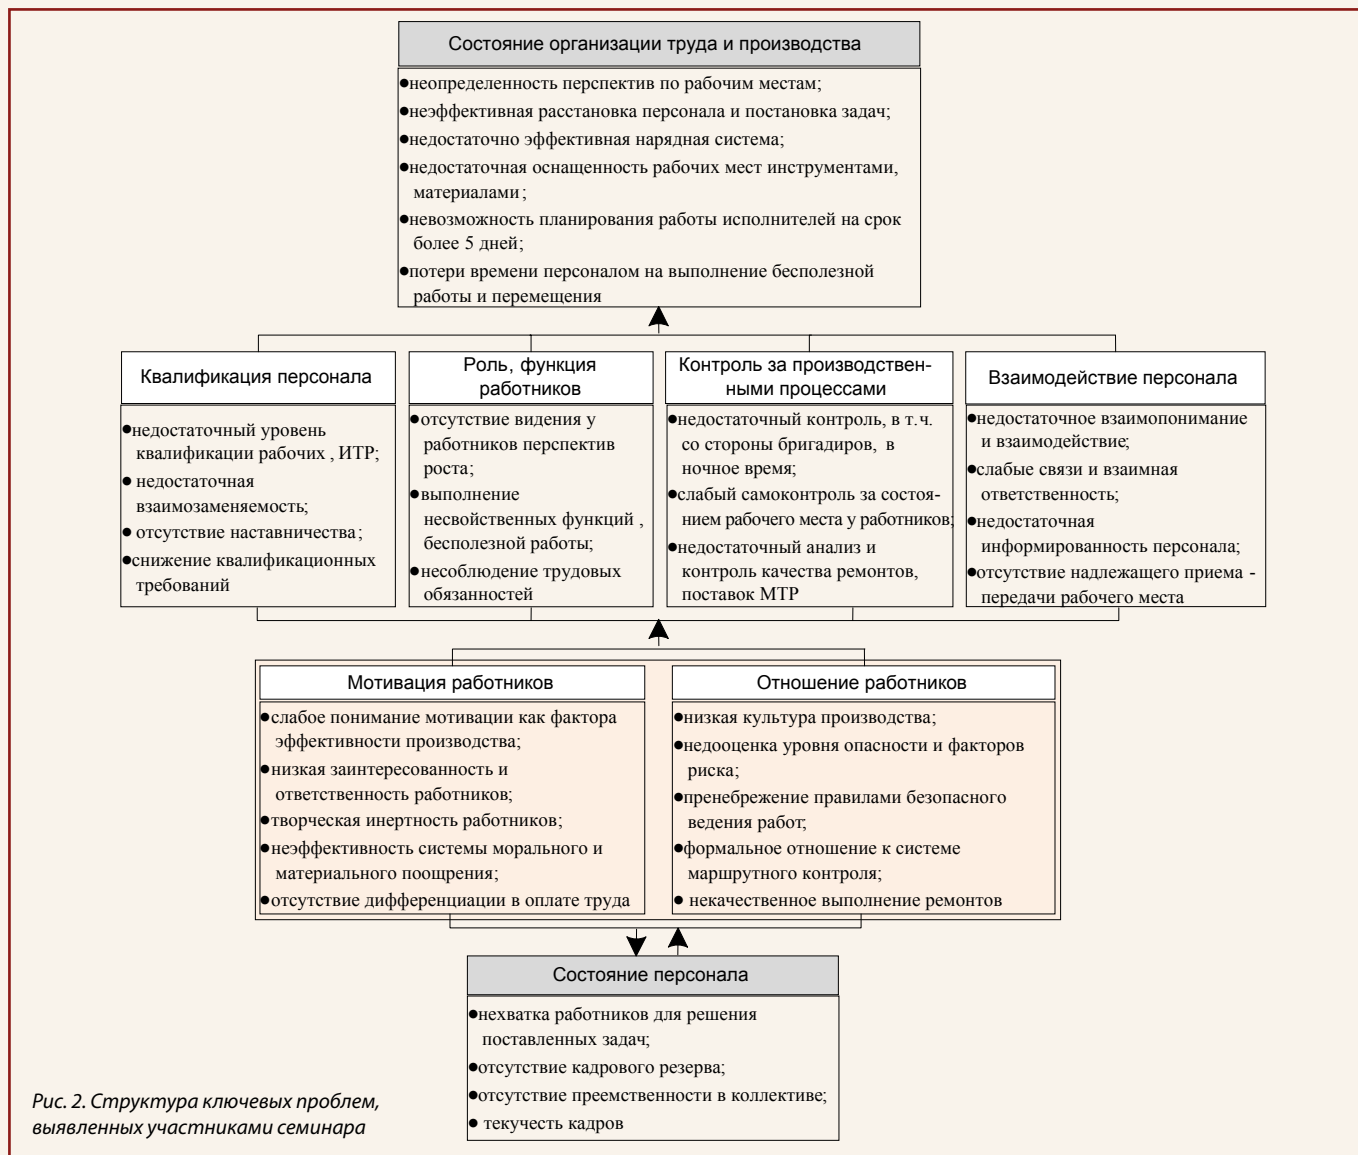 Состояние организации труда и производства
●неопределенность перспектив по рабочим местам;
●неэффективная расстановка персонала и постановка задач;
●недостаточно эффективная нарядная система;
●недостаточная оснащенность рабочих мест инструментами,
материалами;
●невозможность планирования работы исполнителей на срок
более 5 дней;
●потери времени персоналом на выполнение бесполезной
работы и перемещения
Квалификация персонала
●недостаточный уровень
квалификации рабочих , ИТР;
● недостаточная
взаимозаменяемость;
● отсутствие наставничества;
●снижение квалификационных
требований
Роль, функция
работников
●отсутствие видения у
работников перспектив
роста;
●выполнение
несвойственных функций ,
бесполезной работы;
●несоблюдение трудовых
обязанностей
Контроль за производствен-
ными процессами
●недостаточный контроль, в т.ч.
со стороны бригадиров, в
ночное время;
●слабый самоконтроль за состоя-
нием рабочего места у работников;
●недостаточный анализ и
контроль качества ремонтов,
поставок МТР
Взаимодействие персонала
●недостаточное взаимопонимание
и взаимодействие;
●слабые связи и взаимная
ответственность;
●недостаточная
информированность персонала;
●отсутствие надлежащего приема -
передачи рабочего места
Мотивация работников
●слабое понимание мотивации как фактора
эффективности производства;
●низкая заинтересованность и
ответственность работников;
●творческая инертность работников;
●неэффективность системы морального и
материального поощрения;
●отсутствие дифференциации в оплате труда
Отношение работников
●низкая культура производства;
●недооценка уровня опасности и факторов
риска;
●пренебрежение правилами безопасного
ведения работ;
●формальное отношение к системе
маршрутного контроля;
● некачественное выполнение ремонтов
Состояние персонала
●нехватка работников для решения
поставленных задач;
●отсутствие кадрового резерва;
●отсутствие преемственности в коллективе;
● текучесть кадров
Рис. 2. Структура ключевых проблем,
выявленных участниками семинара